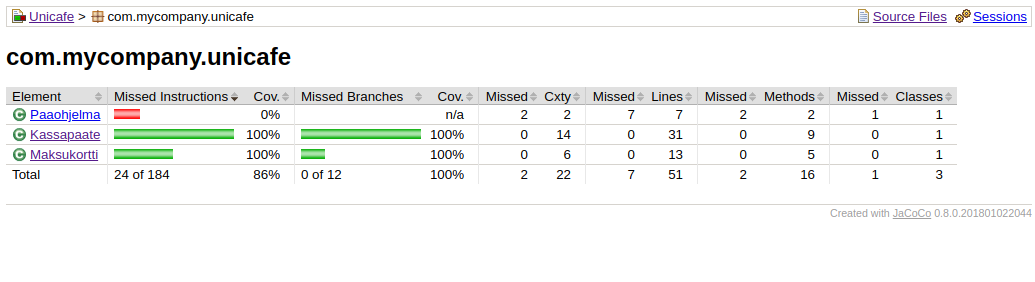 Unicafe > com.mycompany.unicafe Source Files Sessions
com.mycompany.unicafe
Element Missed Instructions Cov. Missed Branches Cov. Missed Cxty Missed Lines Missed Methods Missed Classes
Paaohjelma 0% n/a 2 2 7 7 2 2 1 1
Kassapaate 100% 100% 0 14 0 31 0 9 0 1
Maksukortti 100% 100% 0 6 0 13 0 5 0 1
Total 24 of 184 86% 0 of 12 100% 2 22 7 51 2 16 1 3
Created with JaCoCo 0.8.0.201801022044